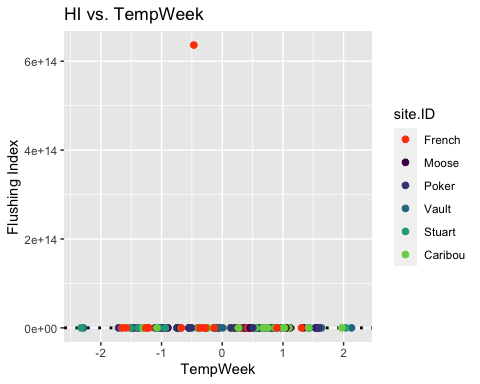 HI vs. TempWeek
6e+14
4e+14
2e+14
0e+00
Flushing Index
-2 -1 0 1 2
TempWeek
site.ID
French
Moose
Poker
Vault
Stuart
Caribou